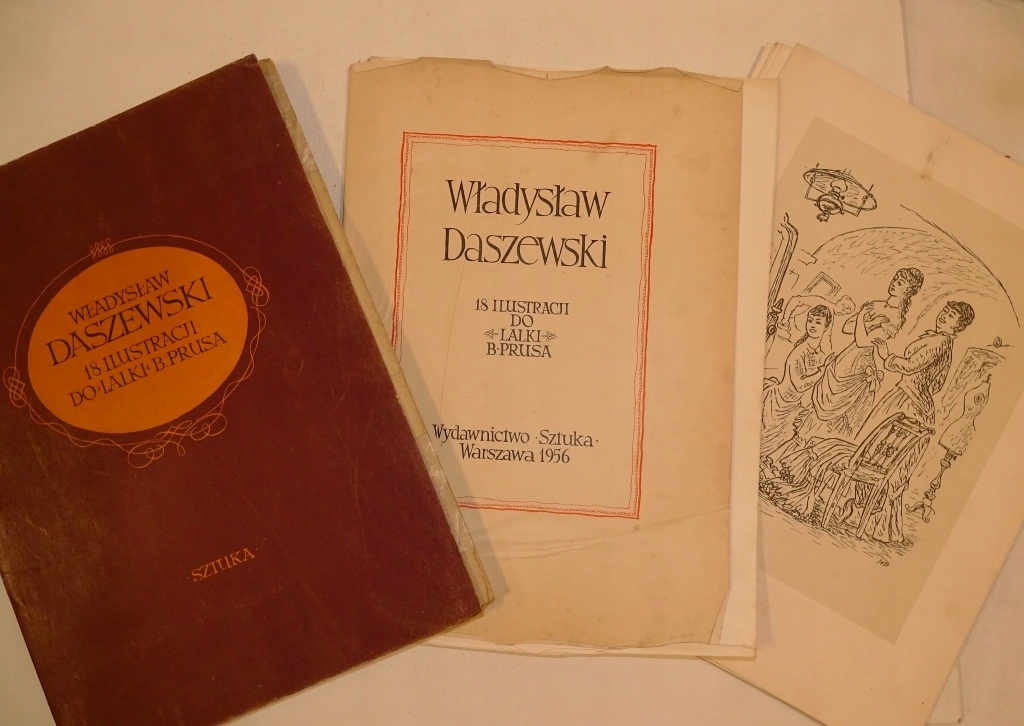 WŁADYSŁAW
DASZEWSKI
18 ILUSTRACJI
DO·LALKI·B·PRUSA
·SZTUKA·
Władysław
Daszewski
18 ILUSTRACJI
DO
LALKI
B·PRUSA
Wydawnictwo ·Sztuka·
Warszawa 1956